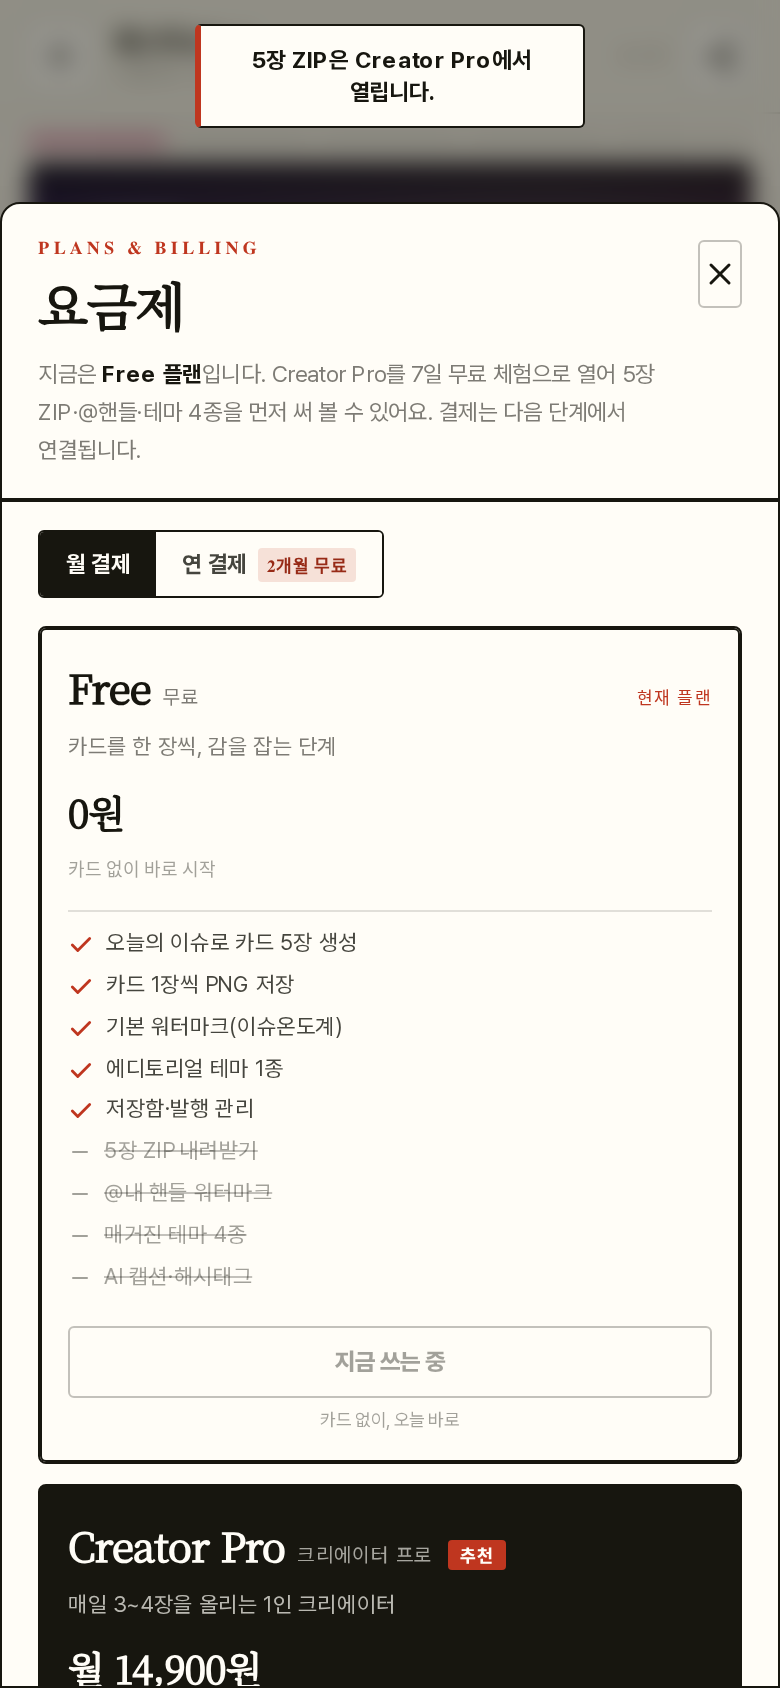 5장 ZIP은 Creator Pro에서
열립니다.
PLANS & BILLING
요금제
지금은 Free 플랜입니다. Creator Pro를 7일 무료 체험으로 열어 5장
ZIP·@핸들·테마 4종을 먼저 써 볼 수 있어요. 결제는 다음 단계에서
연결됩니다.
월 결제
연 결제 2개월 무료
Free 무료 현재 플랜
카드를 한 장씩, 감을 잡는 단계
0원
카드 없이 바로 시작
오늘의 이슈로 카드 5장 생성
카드 1장씩 PNG 저장
기본 워터마크(이슈온도계)
에디토리얼 테마 1종
저장함·발행 관리
5장 ZIP 내려받기
@내 핸들 워터마크
매거진 테마 4종
AI 캡션·해시태그
지금 쓰는 중
카드 없이, 오늘 바로
Creator Pro 크리에이터 프로 추천
매일 3~4장을 올리는 1인 크리에이터
월 14,900원